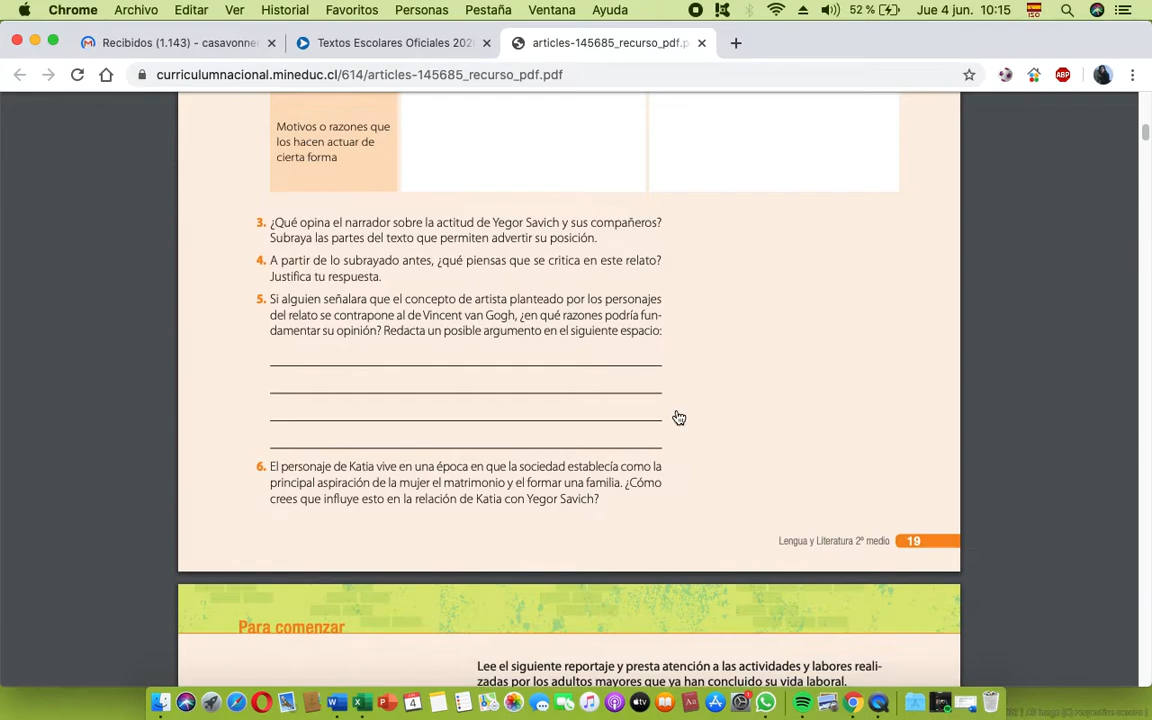 Chrome Archivo Editar Ver Historial Favoritos Personas Pestaña Ventana Ayuda 52 % Jue 4 jun. 10:15 ISO
Recibidos (1.143) - casavonne Textos Escolares Oficiales 202 articles-145685_recurso_pdf.p
curriculumnacional.mineduc.cl/614/articles-145685_recurso_pdf.pdf ABP
Motivos o razones que
los hacen actuar de
cierta forma
3. ¿Qué opina el narrador sobre la actitud de Yegor Savich y sus compañeros?
Subraya las partes del texto que permiten advertir su posición.
4. A partir de lo subrayado antes, ¿qué piensas que se critica en este relato?
Justifica tu respuesta.
5. Si alguien señalara que el concepto de artista planteado por los personajes
del relato se contrapone al de Vincent van Gogh, ¿en qué razones podría fun-
damentar su opinión? Redacta un posible argumento en el siguiente espacio:
6. El personaje de Katia vive en una época en que la sociedad establecía como la
principal aspiración de la mujer el matrimonio y el formar una familia. ¿Cómo
crees que influye esto en la relación de Katia con Yegor Savich?
Lengua y Literatura 2º medio 19
Para comenzar
Lee el siguiente reportaje y presta atención a las actividades y labores reali-
zadas por los adultos mayores que ya han concluido su vida laboral.